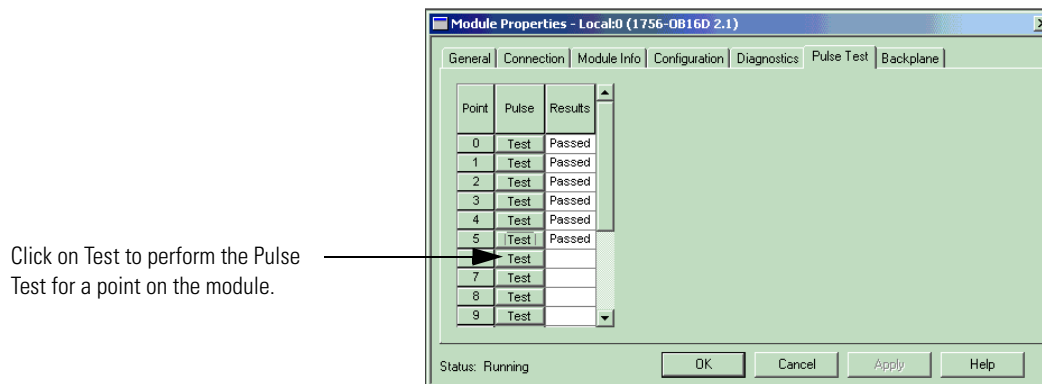 Module Properties - Local:0 (1756-OB16D 2.1)
General Connection Module Info Configuration Diagnostics Pulse Test Backplane
Point Pulse Results
0 Test Passed
1 Test Passed
2 Test Passed
3 Test Passed
4 Test Passed
5 Test Passed
Test
7 Test
8 Test
9 Test
Click on Test to perform the Pulse
Test for a point on the module.
Status: Running
OK Cancel Apply Help